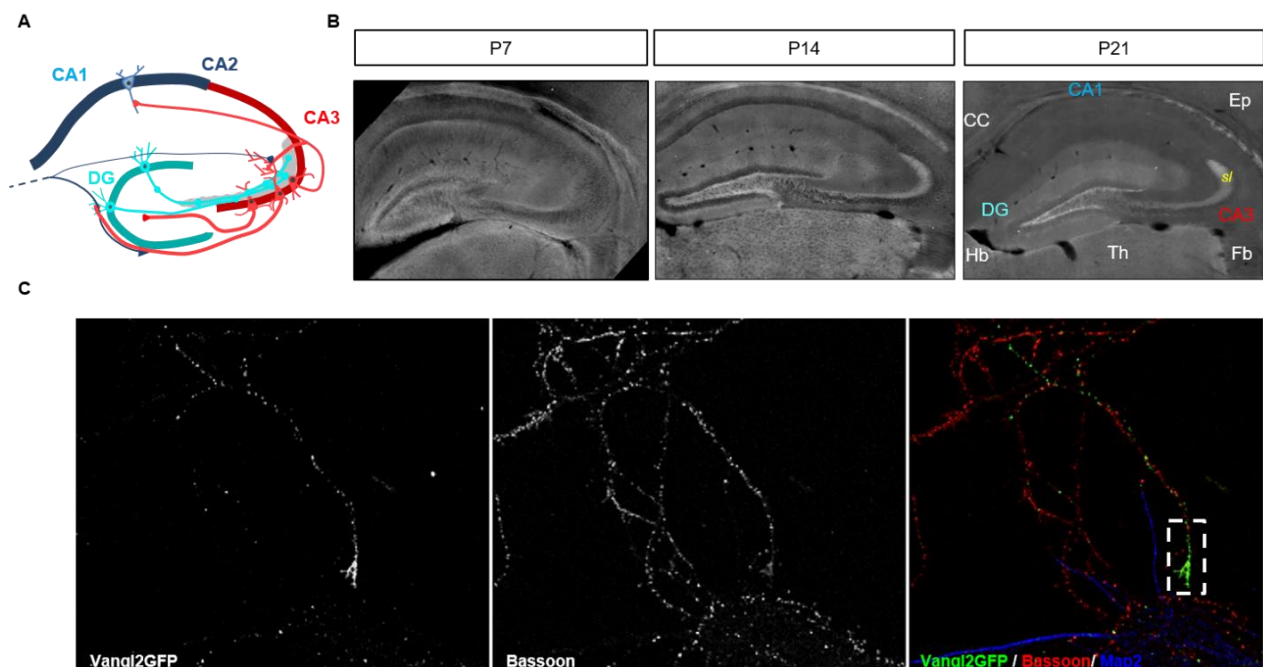 A
B
CA1
CA2
CA3
DG
P7
P14
P21
CA1
Ep
CC
sl
DG
CA3
Hb
Th
Fb
C
Vangl2GFP
Bassoon
Vangl2GFP / Bassoon/ Map2